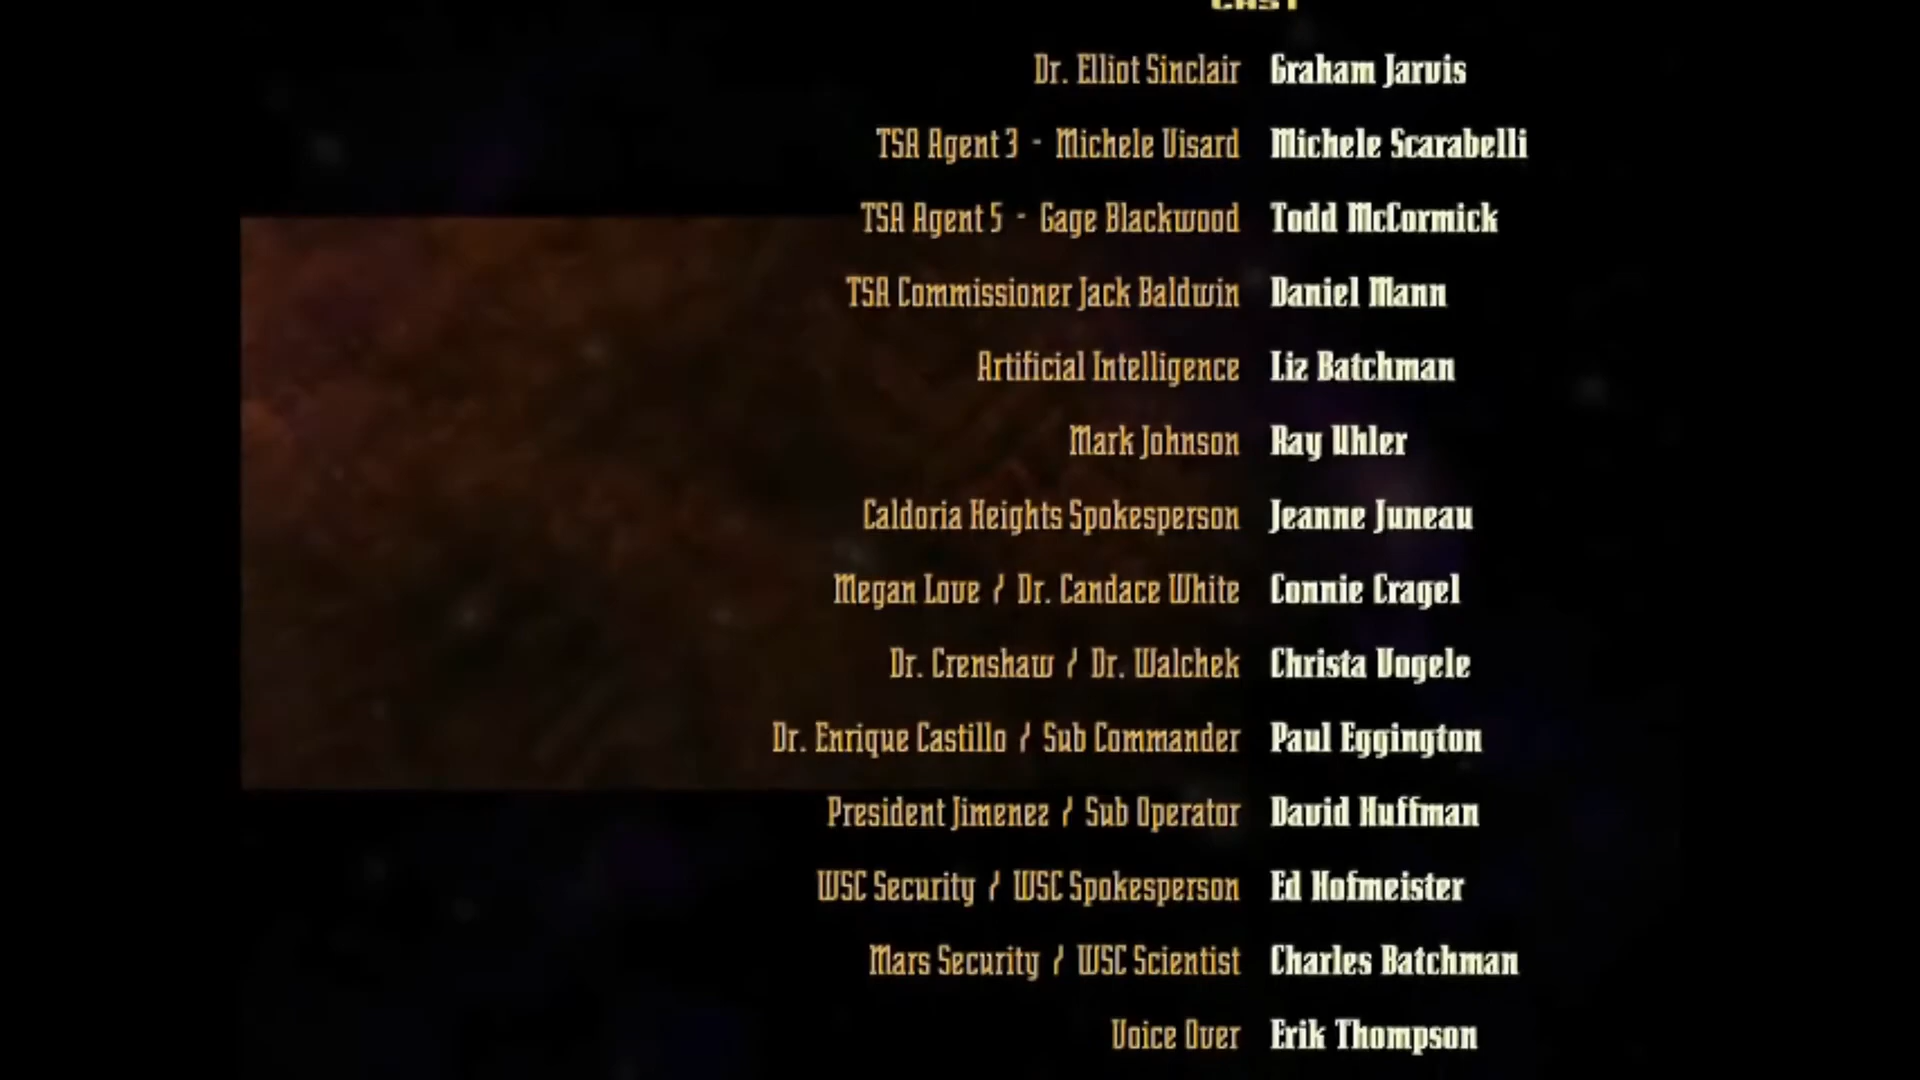 CAST
Dr. Elliot Sinclair Graham Jarvis
TSA Agent 3 - Michele Visard Michele Scarabelli
TSA Agent 5 - Gage Blackwood Todd McCormick
TSA Commissioner Jack Baldwin Daniel Mann
Artificial Intelligence Liz Batchman
Mark Johnson Ray Uhler
Caldoria Heights Spokesperson Jeanne Juneau
Megan Love / Dr. Candace White Connie Cragel
Dr. Crenshaw / Dr. Walchek Christa Vogele
Dr. Enrique Castillo / Sub Commander Paul Eggington
President Jimenez / Sub Operator David Huffman
WSC Security / WSC Spokesperson Ed Hofmeister
Mars Security / WSC Scientist Charles Batchman
Voice Over Erik Thompson